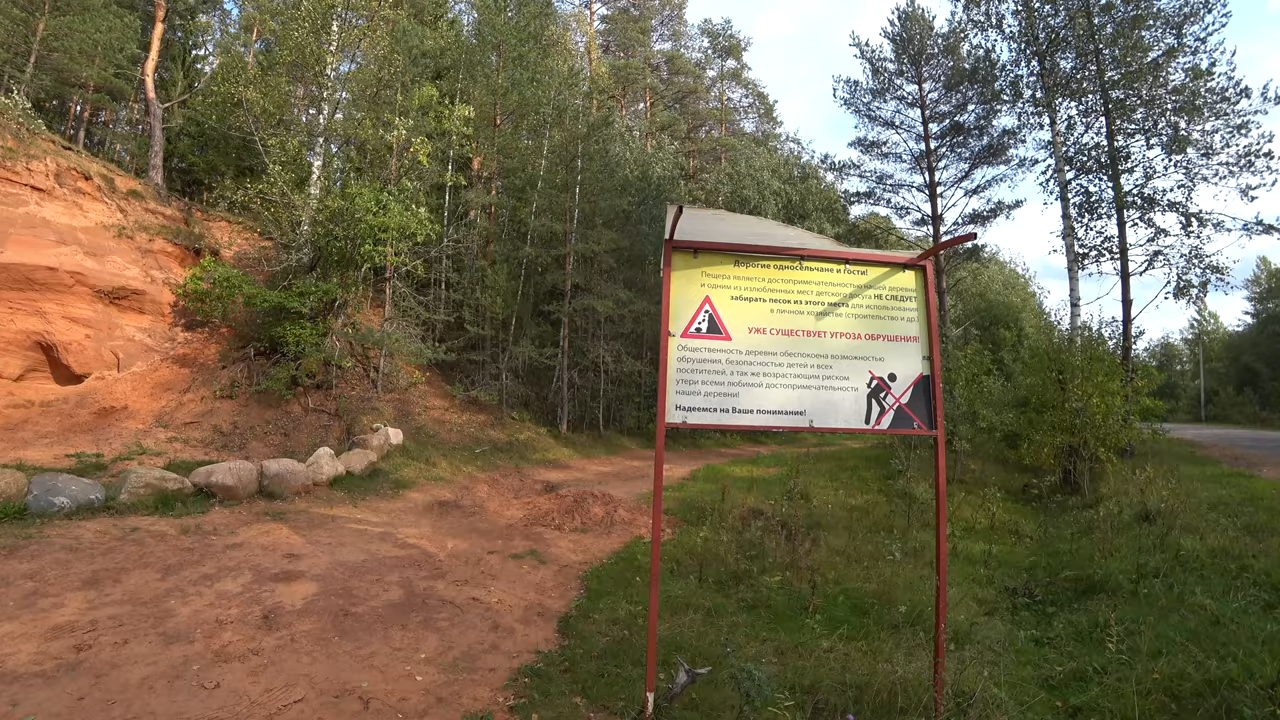 Дорогие односельчане и гости!
Пещера является достопримечательностью нашей деревни
и одним из излюбленных мест детского досуга НЕ СЛЕДУЕТ
забирать песок из этого места для использования
в личном хозяйстве (строительство и др.)
УЖЕ СУЩЕСТВУЕТ УГРОЗА ОБРУШЕНИЯ!
Общественность деревни обеспокоена возможностью
обрушения, безопасностью детей и всех
посетителей, а так же возрастающим риском
утери всеми любимой достопримечательности
нашей деревни!
Надеемся на Ваше понимание!